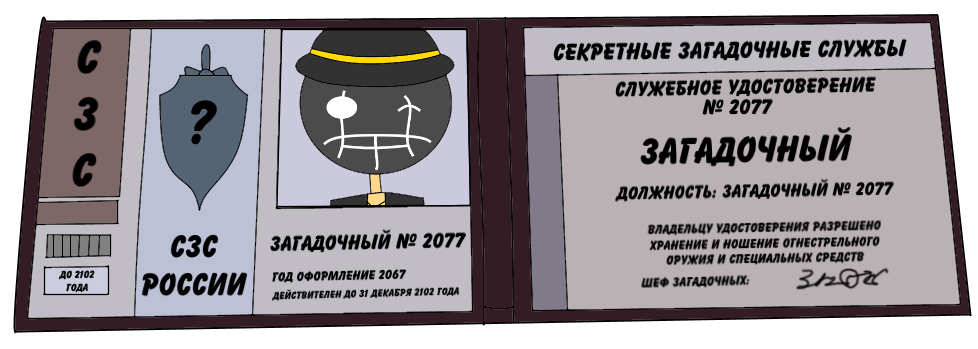 С
З
С
ДО 2102
ГОДА
?
СЗС
РОССИИ
ЗАГАДОЧНЫЙ № 2077
ГОД ОФОРМЛЕНИЕ 2067
ДЕЙСТВИТЕЛЕН ДО 31 ДЕКАБРЯ 2102 ГОДА
СЕКРЕТНЫЕ ЗАГАДОЧНЫЕ СЛУЖБЫ
СЛУЖЕБНОЕ УДОСТОВЕРЕНИЕ
№ 2077
ЗАГАДОЧНЫЙ
ДОЛЖНОСТЬ: ЗАГАДОЧНЫЙ № 2077
ВЛАДЕЛЬЦУ УДОСТОВЕРЕНИЯ РАЗРЕШЕНО
ХРАНЕНИЕ И НОШЕНИЕ ОГНЕСТРЕЛЬНОГО
ОРУЖИЯ И СПЕЦИАЛЬНЫХ СРЕДСТВ
ШЕФ ЗАГАДОЧНЫХ: